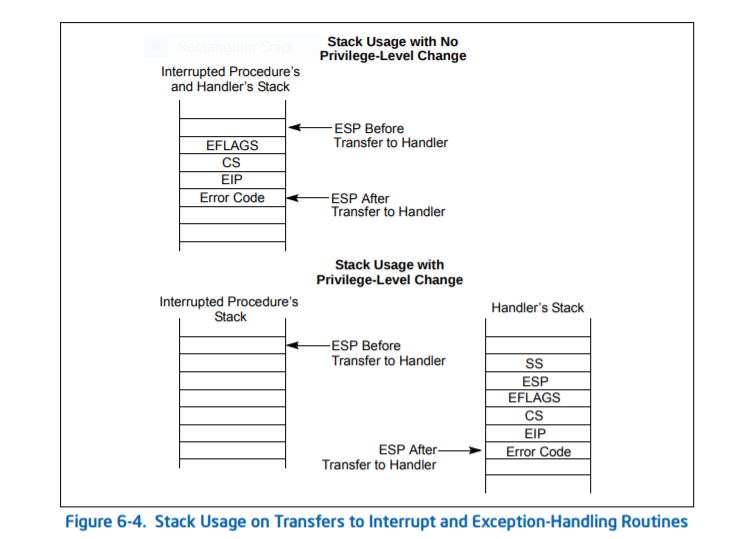 Rectangular Snip
Stack Usage with No
Privilege-Level Change
Interrupted Procedure's
and Handler's Stack
ESP Before
Transfer to Handler
EFLAGS
CS
EIP
Error Code
ESP After
Transfer to Handler
Stack Usage with
Privilege-Level Change
Interrupted Procedure's
Stack
Handler's Stack
ESP Before
Transfer to Handler
SS
ESP
EFLAGS
CS
EIP
Error Code
ESP After
Transfer to Handler
Figure 6-4. Stack Usage on Transfers to Interrupt and Exception-Handling Routines